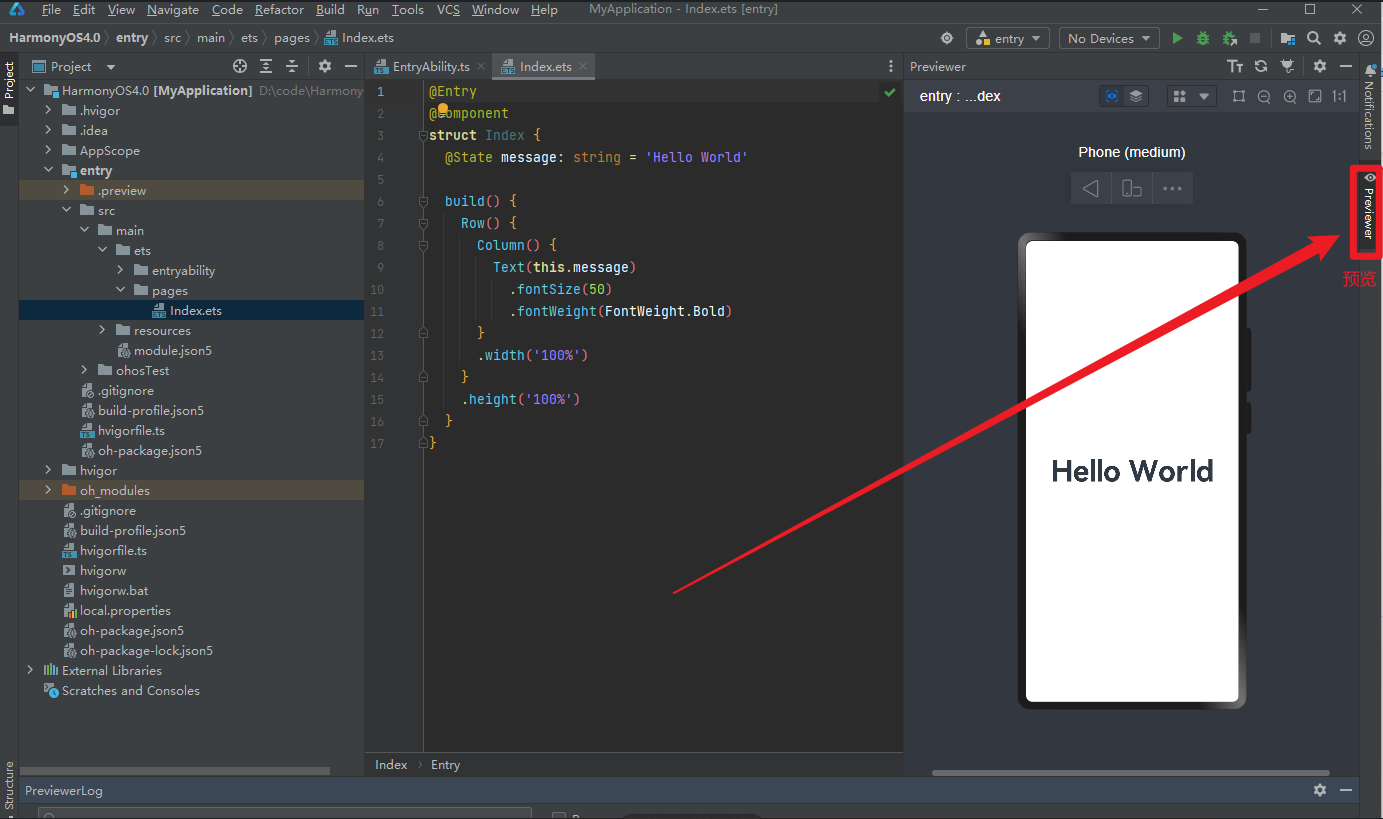 File Edit View Navigate Code Refactor Build Run Tools VCS Window Help MyApplication - Index.ets [entry]
HarmonyOS4.0 entry src main ets pages Index.ets
entry No Devices
Project
Project
Structure
HarmonyOS4.0 [MyApplication] D:\code\Harmony
.hvigor
.idea
AppScope
entry
.preview
src
main
ets
entryability
pages
Index.ets
resources
module.json5
ohosTest
.gitignore
build-profile.json5
hvigorfile.ts
oh-package.json5
hvigor
oh_modules
.gitignore
build-profile.json5
hvigorfile.ts
hvigorw
hvigorw.bat
local.properties
oh-package.json5
oh-package-lock.json5
External Libraries
Scratches and Consoles
EntryAbility.ts Index.ets
1 @Entry
2 @Component
3 struct Index {
4 @State message: string = 'Hello World'
5
6 build() {
7 Row() {
8 Column() {
9 Text(this.message)
10 .fontSize(50)
11 .fontWeight(FontWeight.Bold)
12 }
13 .width('100%')
14 }
15 .height('100%')
16 }
17 }
Index Entry
Previewer
entry : ...dex
1:1
Phone (medium)
Hello World
Notifications
Previewer
预览
PreviewerLog